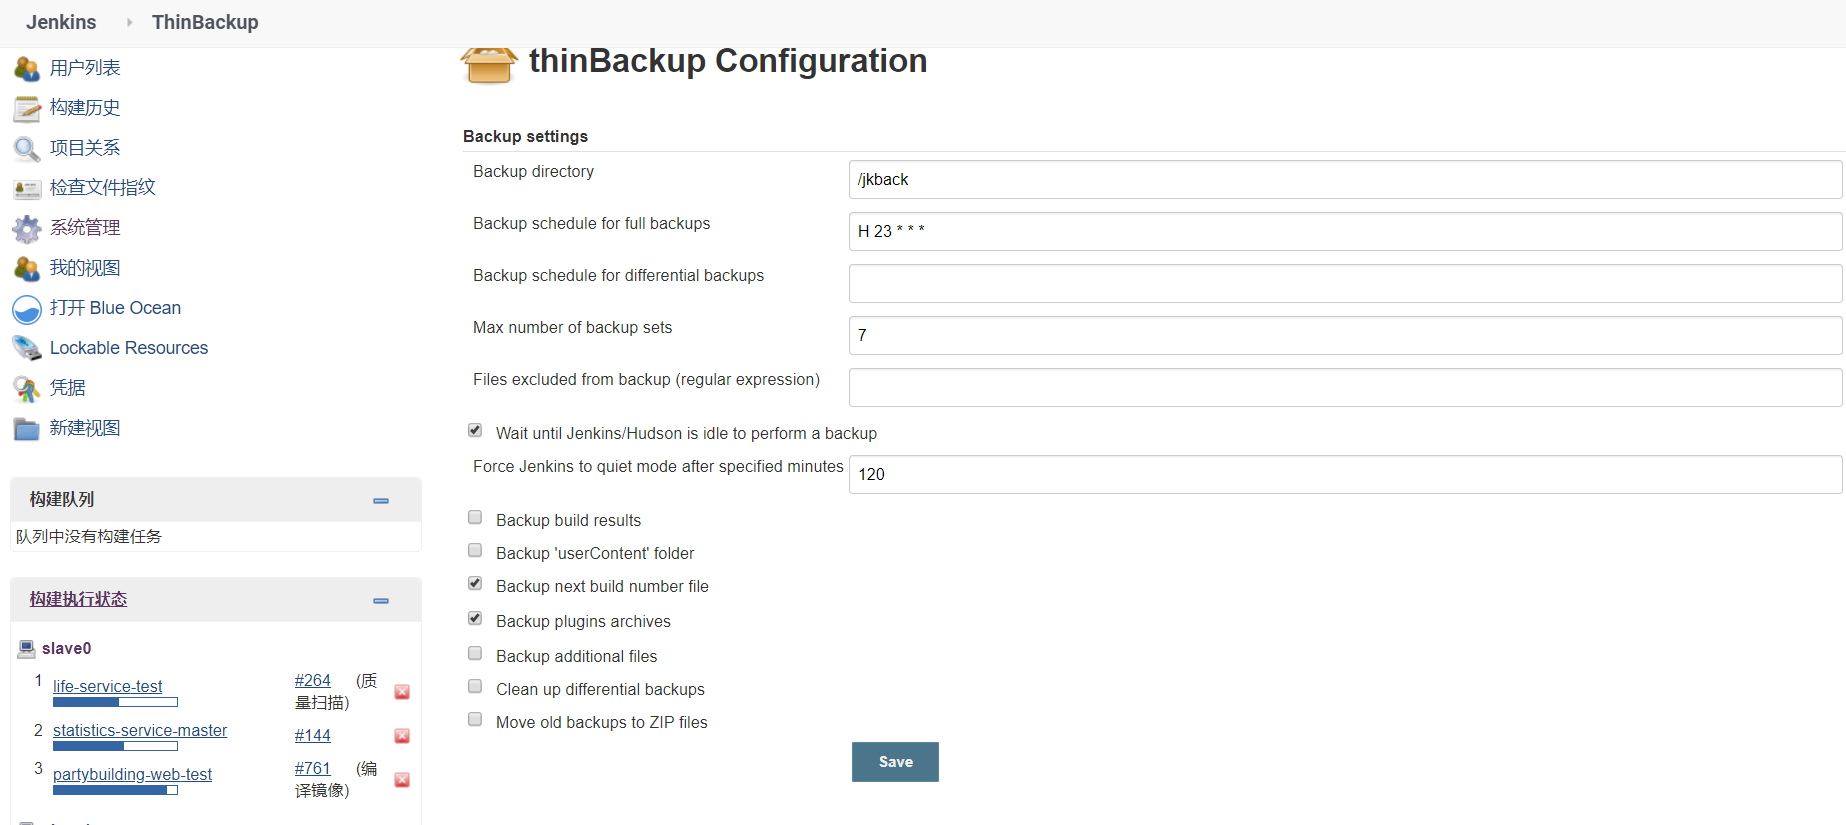 Jenkins ThinBackup
用户列表
构建历史
项目关系
检查文件指纹
系统管理
我的视图
打开 Blue Ocean
Lockable Resources
凭据
新建视图
构建队列
队列中没有构建任务
构建执行状态
slave0
1 life-service-test #264 (质
量扫描)
2 statistics-service-master #144
3 partybuilding-web-test #761 (编
译镜像)
thinBackup Configuration
Backup settings
Backup directory /jkback
Backup schedule for full backups H 23 * * *
Backup schedule for differential backups
Max number of backup sets 7
Files excluded from backup (regular expression)
Wait until Jenkins/Hudson is idle to perform a backup
Force Jenkins to quiet mode after specified minutes 120
Backup build results
Backup 'userContent' folder
Backup next build number file
Backup plugins archives
Backup additional files
Clean up differential backups
Move old backups to ZIP files
Save